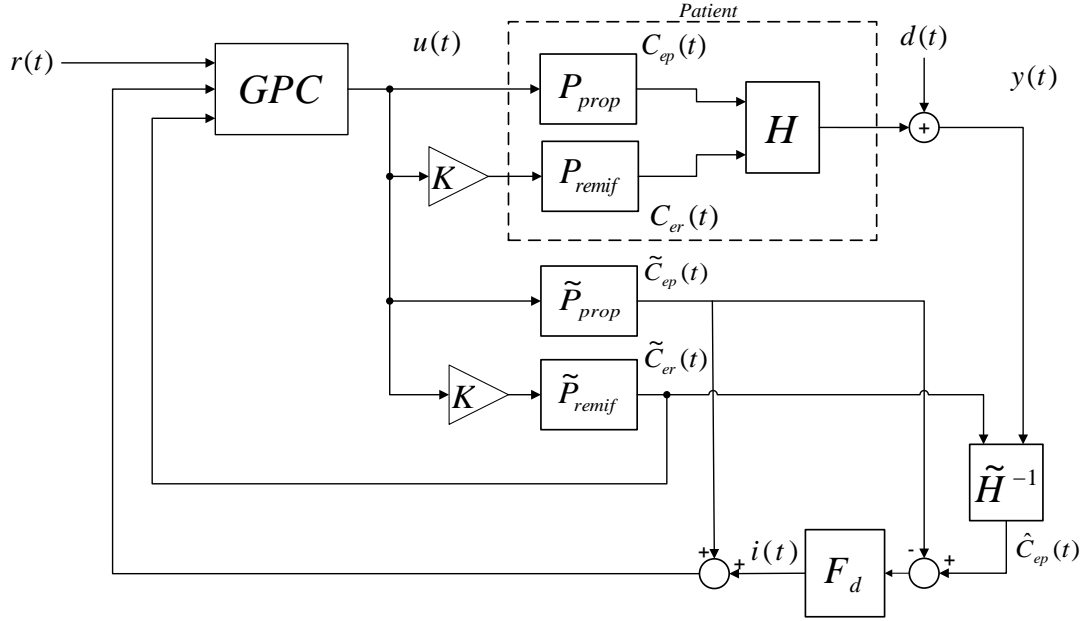 Patient
r(t)
GPC
u(t)
C_ep(t)
P_prop
H
d(t)
+
y(t)
K
P_remif
C_er(t)
P̃_prop
C̃_ep(t)
K
P̃_remif
C̃_er(t)
H̃⁻¹
Ĉ_ep(t)
+
+
i(t)
F_d
-
+